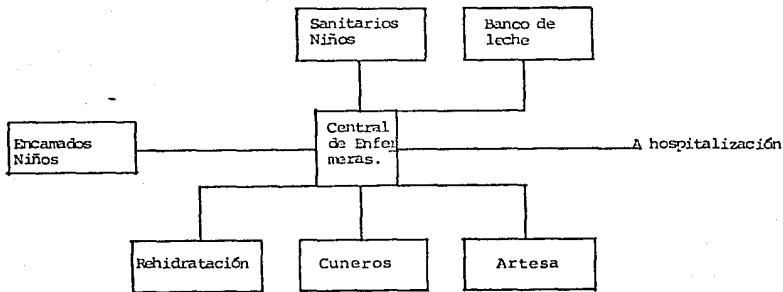 Sanitarios
Niños
Banco de
leche
Encamados
Niños
Central
de Enfer
meras.
A hospitalización
Rehidratación
Cuneros
Artesa